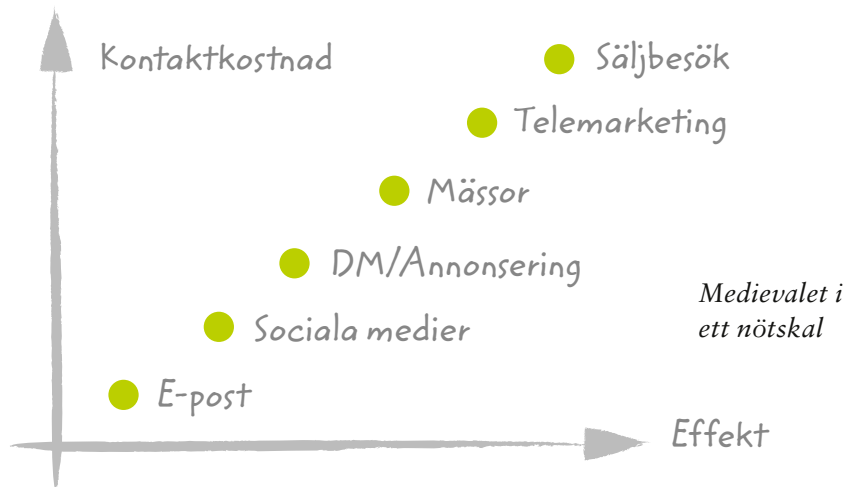 Kontaktkostnad
Säljbesök
Telemarketing
Mässor
DM/Annonsering
Medievalet i
ett nötskal
Sociala medier
E-post
Effekt